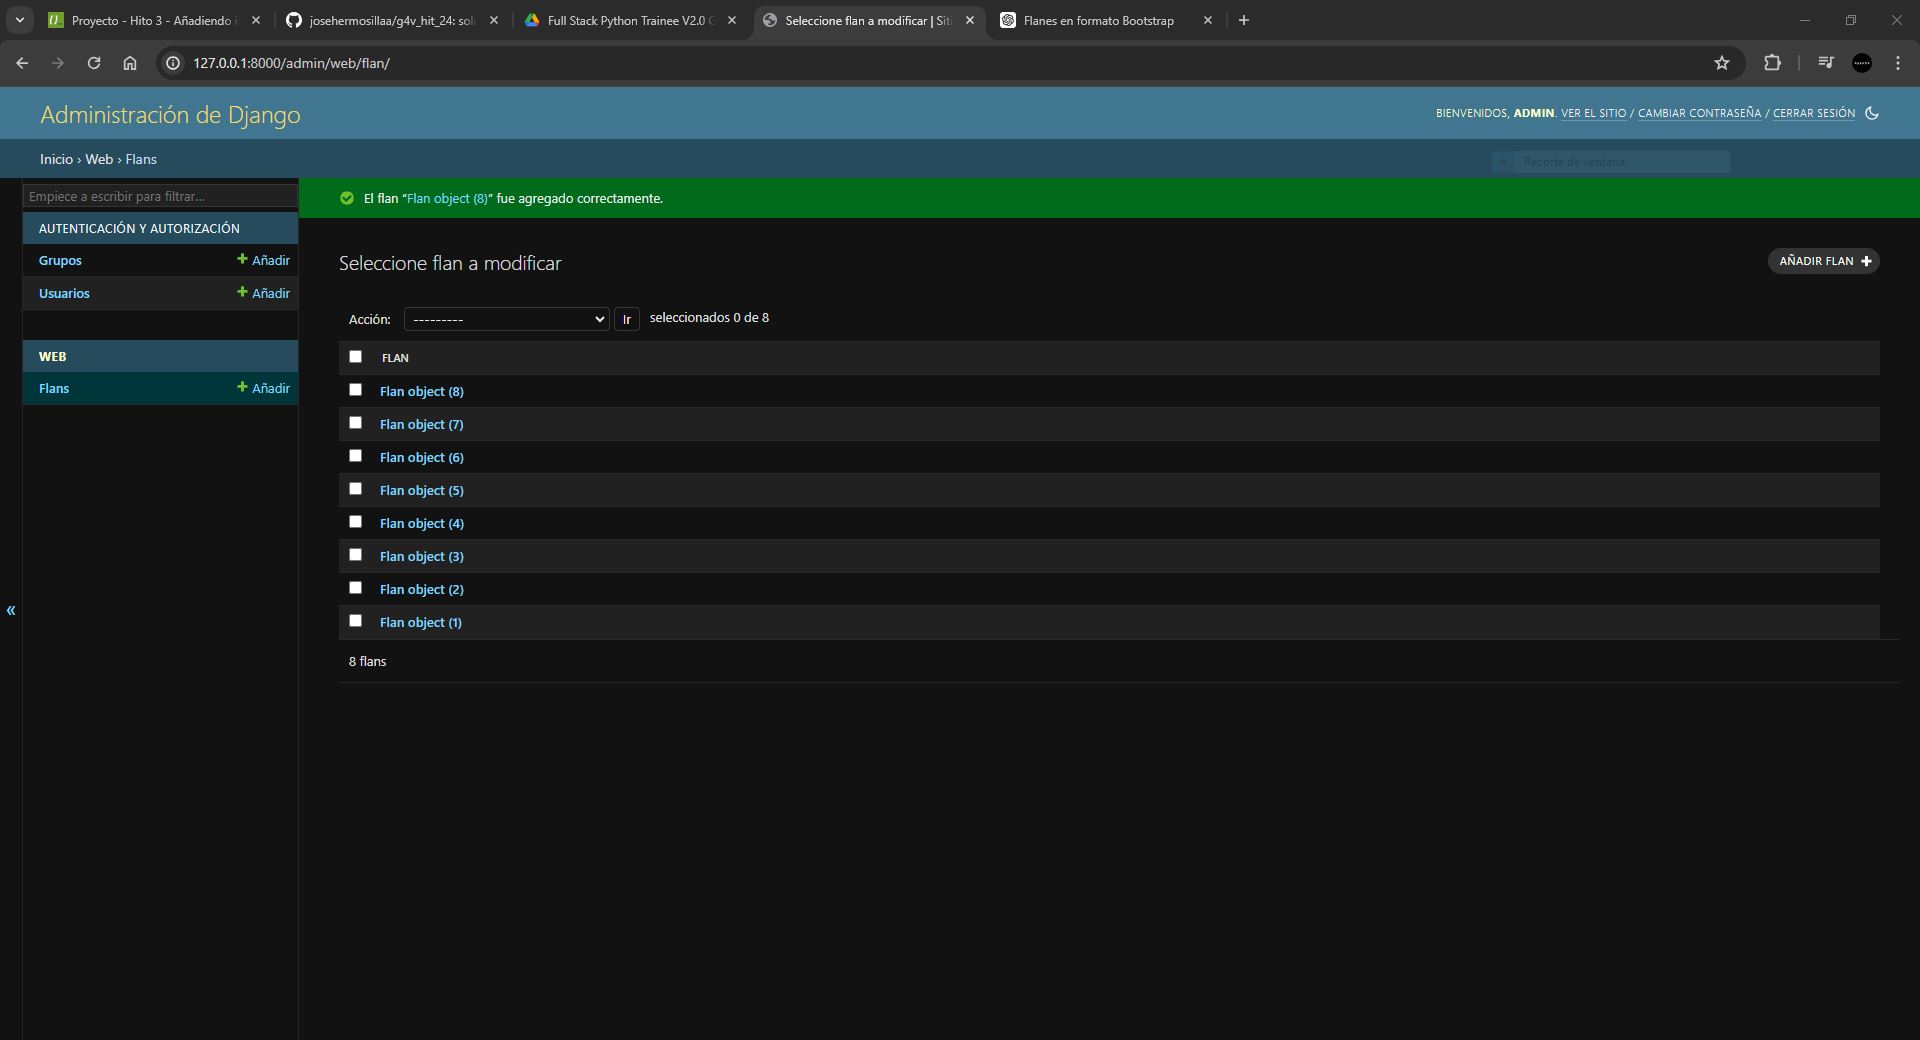 Proyecto - Hito 3 - Añadiendo
josehermosillaa/g4v_hit_24: sol
Full Stack Python Trainee V2.0
Seleccione flan a modificar | Sit
Flanes en formato Bootstrap
127.0.0.1:8000/admin/web/flan/
Administración de Django
BIENVENIDOS, ADMIN. VER EL SITIO / CAMBIAR CONTRASEÑA / CERRAR SESIÓN
Inicio › Web › Flans
Recorte de ventana
Empiece a escribir para filtrar...
El flan “Flan object (8)” fue agregado correctamente.
AUTENTICACIÓN Y AUTORIZACIÓN
Grupos + Añadir
Usuarios + Añadir
WEB
Flans + Añadir
Seleccione flan a modificar
AÑADIR FLAN +
Acción: --------- Ir seleccionados 0 de 8
FLAN
Flan object (8)
Flan object (7)
Flan object (6)
Flan object (5)
Flan object (4)
Flan object (3)
Flan object (2)
Flan object (1)
8 flans
«